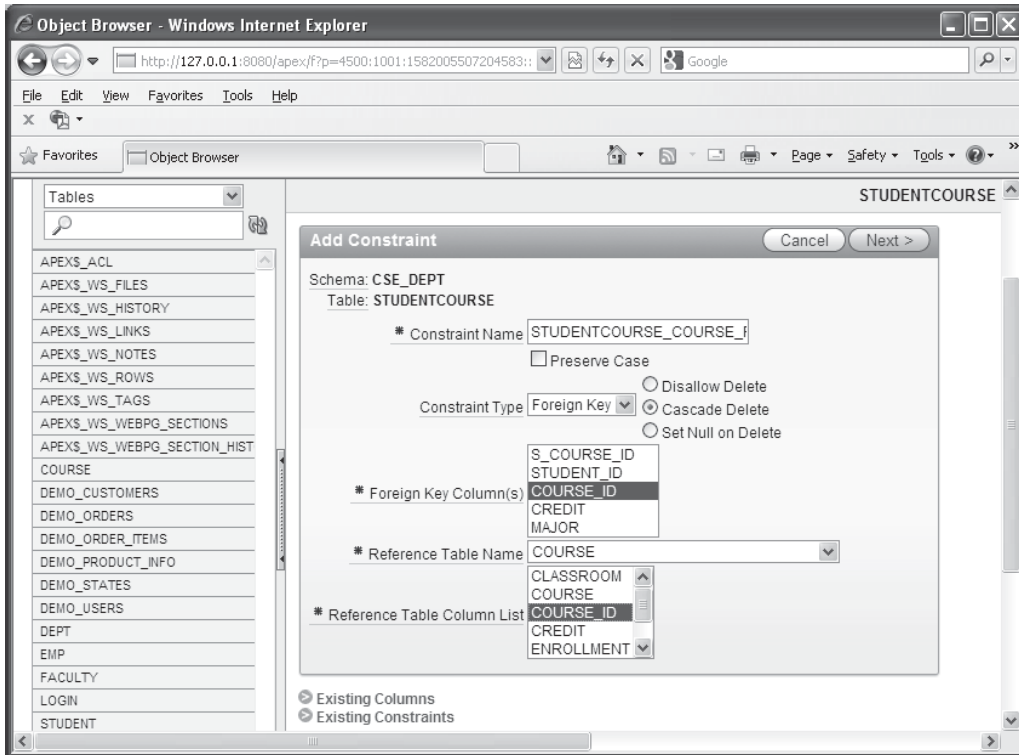 Object Browser - Windows Internet Explorer
http://127.0.0.1:8080/apex/f?p=4500:1001:1582005507204583::
Google
File Edit View Favorites Tools Help
x
Favorites Object Browser Page Safety Tools »
Tables
STUDENTCOURSE
APEX$_ACL
APEX$_WS_FILES
APEX$_WS_HISTORY
APEX$_WS_LINKS
APEX$_WS_NOTES
APEX$_WS_ROWS
APEX$_WS_TAGS
APEX$_WS_WEBPG_SECTIONS
APEX$_WS_WEBPG_SECTION_HIST
COURSE
DEMO_CUSTOMERS
DEMO_ORDERS
DEMO_ORDER_ITEMS
DEMO_PRODUCT_INFO
DEMO_STATES
DEMO_USERS
DEPT
EMP
FACULTY
LOGIN
STUDENT
Add Constraint Cancel Next >
Schema: CSE_DEPT
Table: STUDENTCOURSE
* Constraint Name STUDENTCOURSE_COURSE_F
Preserve Case
Disallow Delete
Constraint Type Foreign Key Cascade Delete
Set Null on Delete
S_COURSE_ID
STUDENT_ID
* Foreign Key Column(s) COURSE_ID
CREDIT
MAJOR
* Reference Table Name COURSE
CLASSROOM
COURSE
* Reference Table Column List COURSE_ID
CREDIT
ENROLLMENT
Existing Columns
Existing Constraints